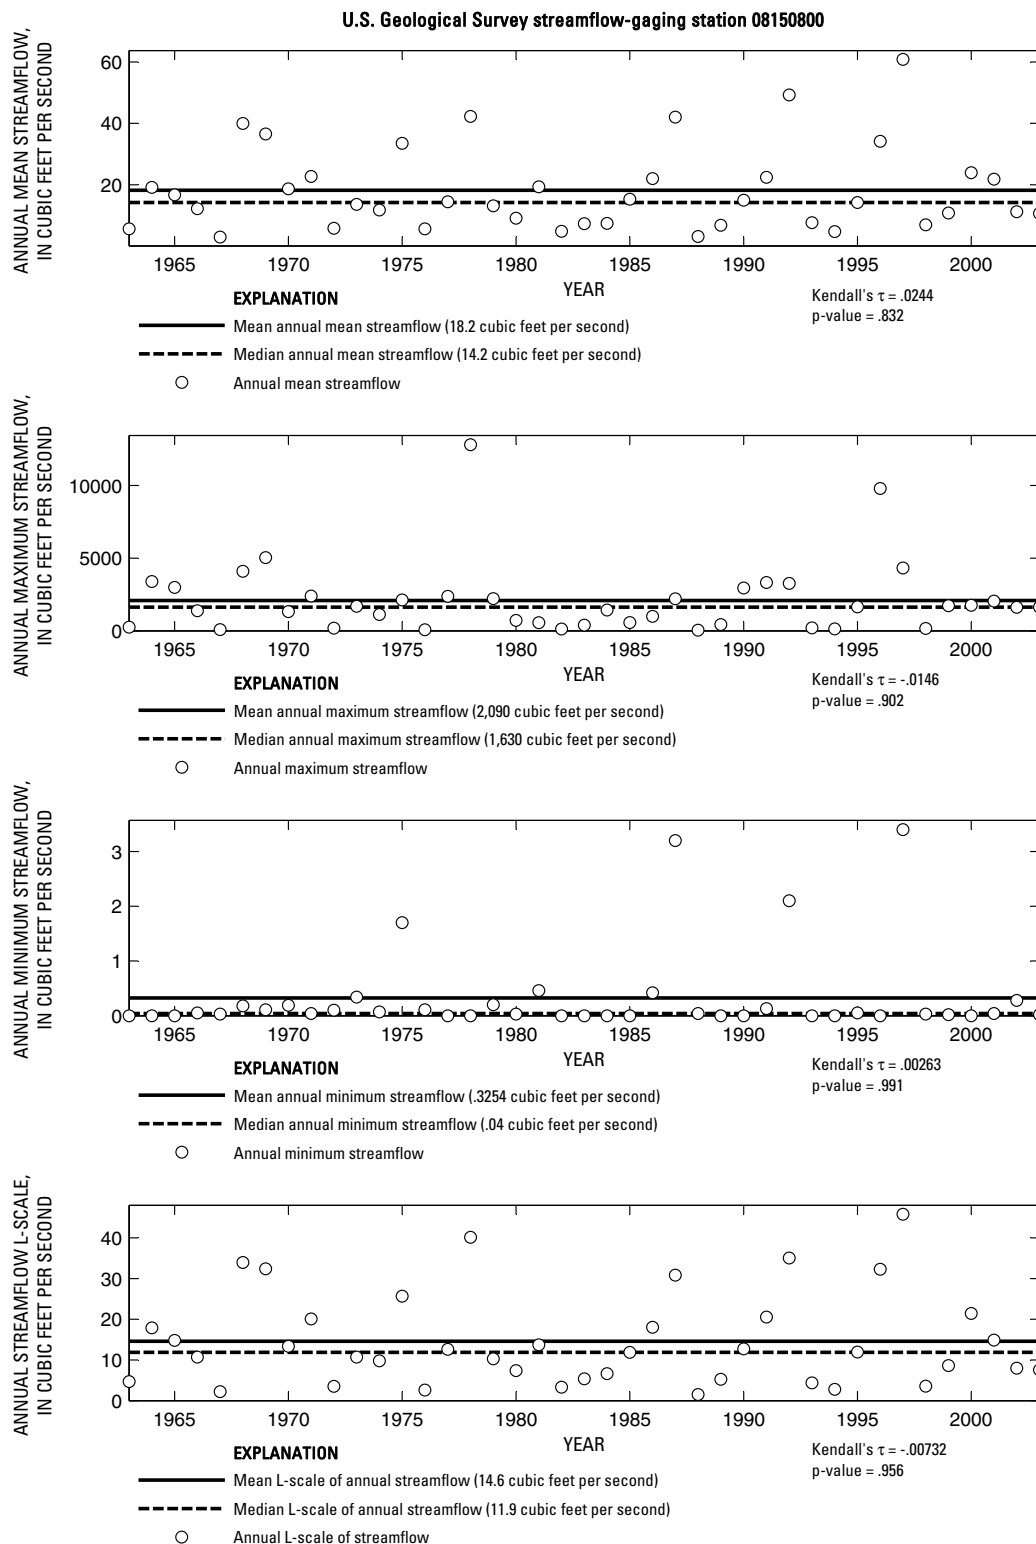 U.S. Geological Survey streamflow-gaging station 08150800
ANNUAL MEAN STREAMFLOW,
IN CUBIC FEET PER SECOND
60
40
20
1965 1970 1975 1980 1985 1990 1995 2000
YEAR
EXPLANATION
Mean annual mean streamflow (18.2 cubic feet per second)
Median annual mean streamflow (14.2 cubic feet per second)
Annual mean streamflow
Kendall's τ = .0244
p-value = .832
ANNUAL MAXIMUM STREAMFLOW,
IN CUBIC FEET PER SECOND
10000
5000
0
1965 1970 1975 1980 1985 1990 1995 2000
YEAR
EXPLANATION
Mean annual maximum streamflow (2,090 cubic feet per second)
Median annual maximum streamflow (1,630 cubic feet per second)
Annual maximum streamflow
Kendall's τ = -.0146
p-value = .902
ANNUAL MINIMUM STREAMFLOW,
IN CUBIC FEET PER SECOND
3
2
1
0
1965 1970 1975 1980 1985 1990 1995 2000
YEAR
EXPLANATION
Mean annual minimum streamflow (.3254 cubic feet per second)
Median annual minimum streamflow (.04 cubic feet per second)
Annual minimum streamflow
Kendall's τ = .00263
p-value = .991
ANNUAL STREAMFLOW L-SCALE,
IN CUBIC FEET PER SECOND
40
30
20
10
0
1965 1970 1975 1980 1985 1990 1995 2000
YEAR
EXPLANATION
Mean L-scale of annual streamflow (14.6 cubic feet per second)
Median L-scale of annual streamflow (11.9 cubic feet per second)
Annual L-scale of streamflow
Kendall's τ = -.00732
p-value = .956